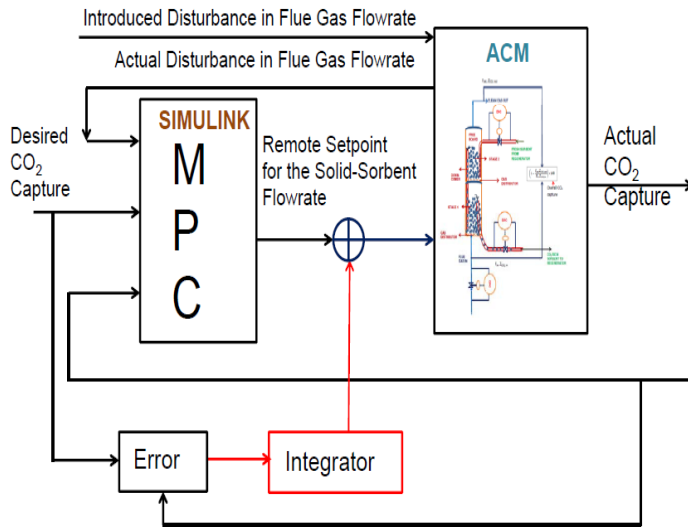 Introduced Disturbance in Flue Gas Flowrate
Actual Disturbance in Flue Gas Flowrate
ACM
SIMULINK
M
P
C
Desired
CO2
Capture
Remote Setpoint
for the Solid-Sorbent
Flowrate
Actual
CO2
Capture
Error
Integrator